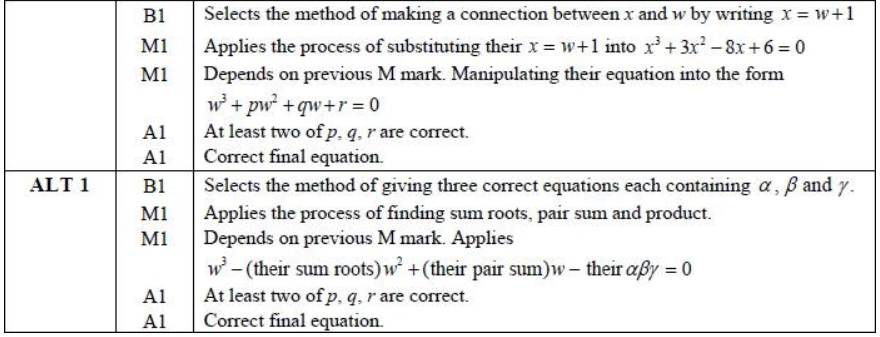 B1 Selects the method of making a connection between x and w by writing x = w+1
M1 Applies the process of substituting their x = w+1 into x³ + 3x² − 8x + 6 = 0
M1 Depends on previous M mark. Manipulating their equation into the form
w³ + pw² + qw + r = 0
A1 At least two of p, q, r are correct.
A1 Correct final equation.
ALT 1 B1 Selects the method of giving three correct equations each containing α, β and γ.
M1 Applies the process of finding sum roots, pair sum and product.
M1 Depends on previous M mark. Applies
w³ − (their sum roots)w² + (their pair sum)w − their αβγ = 0
A1 At least two of p, q, r are correct.
A1 Correct final equation.